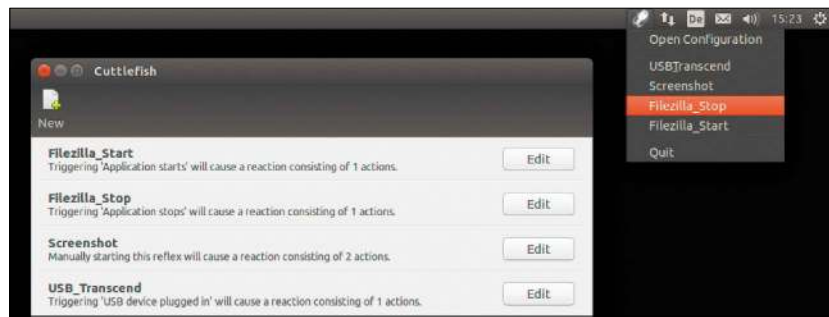 De 15:23
Open Configuration
USBTranscend
Screenshot
Filezilla_Stop
Filezilla_Start
Quit
Cuttlefish
New
Filezilla_Start
Triggering 'Application starts' will cause a reaction consisting of 1 actions.
Edit
Filezilla_Stop
Triggering 'Application stops' will cause a reaction consisting of 1 actions.
Edit
Screenshot
Manually starting this reflex will cause a reaction consisting of 2 actions.
Edit
USB_Transcend
Triggering 'USB device plugged in' will cause a reaction consisting of 1 actions.
Edit